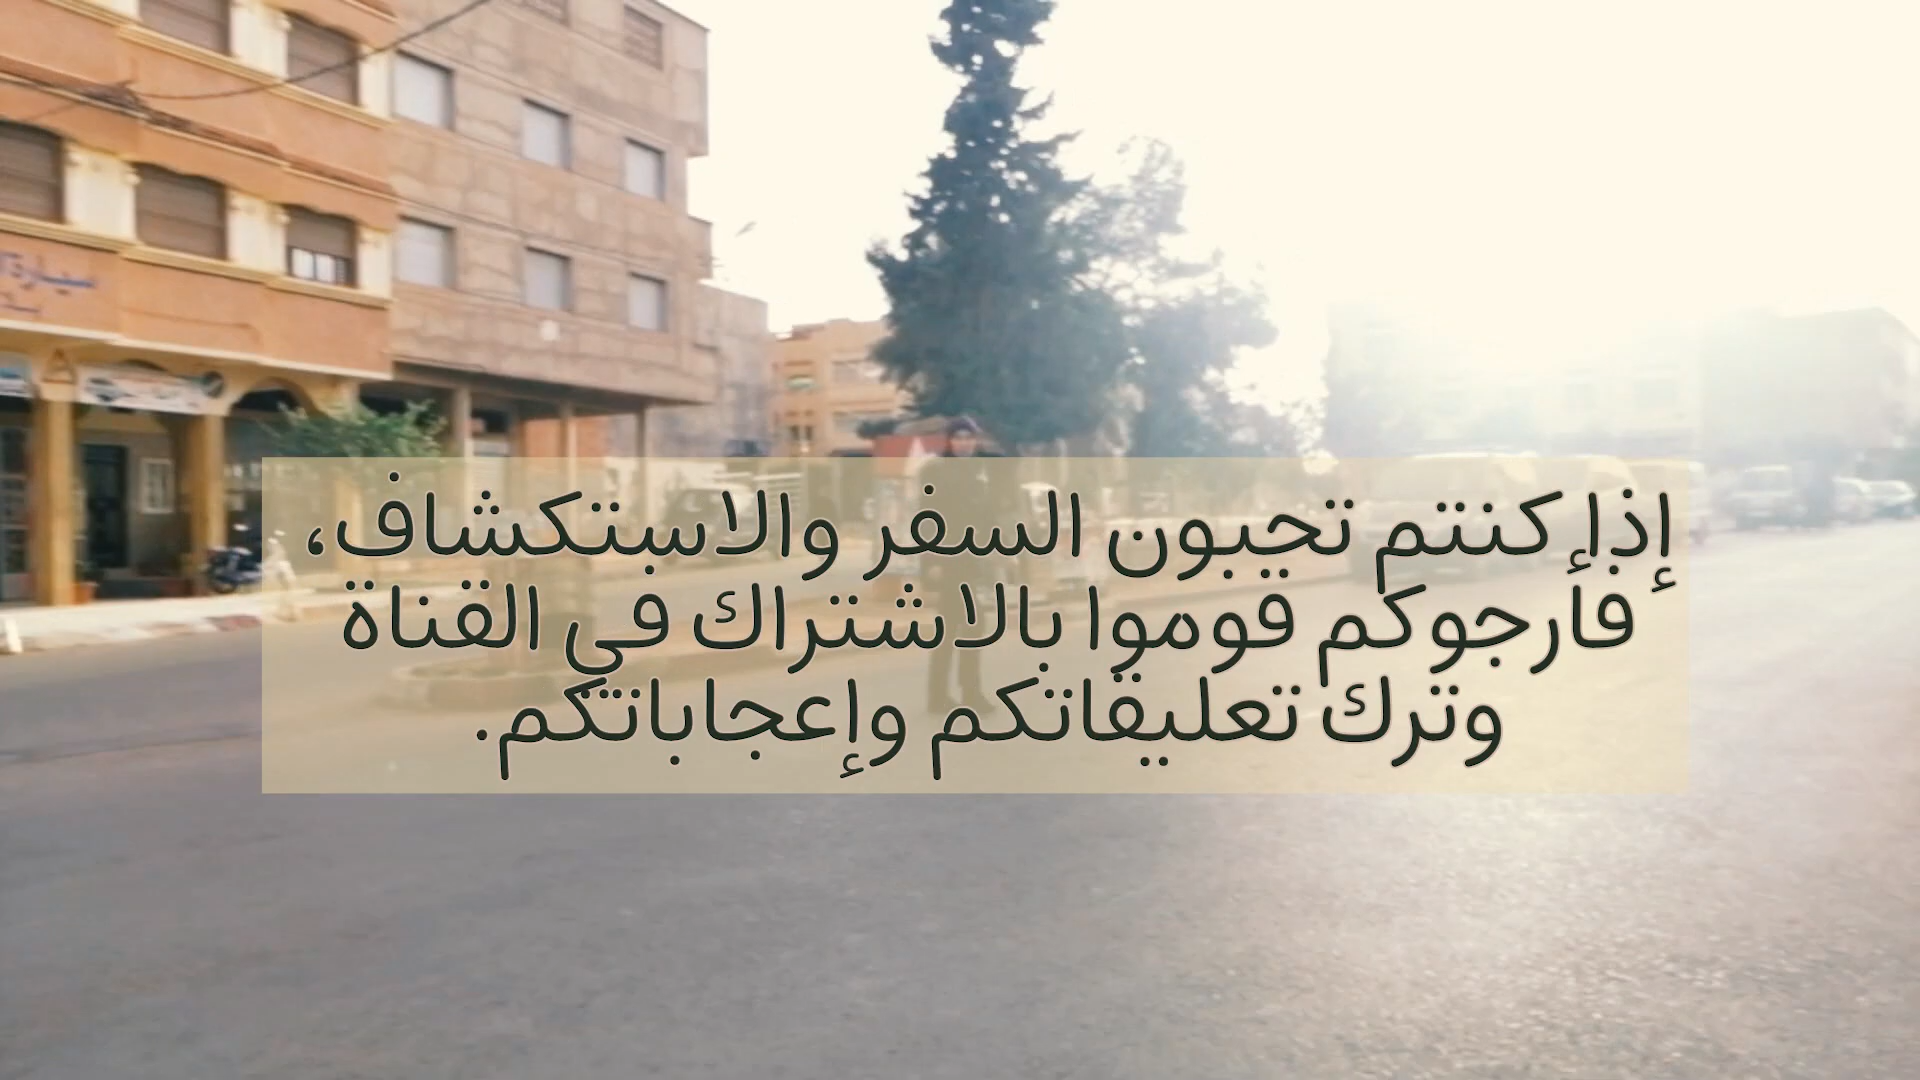 إذا كنتم تحبون السفر والاستكشاف،
فأرجوكم قوموا بالاشتراك في القناة
وترك تعليقاتكم وإعجاباتكم.